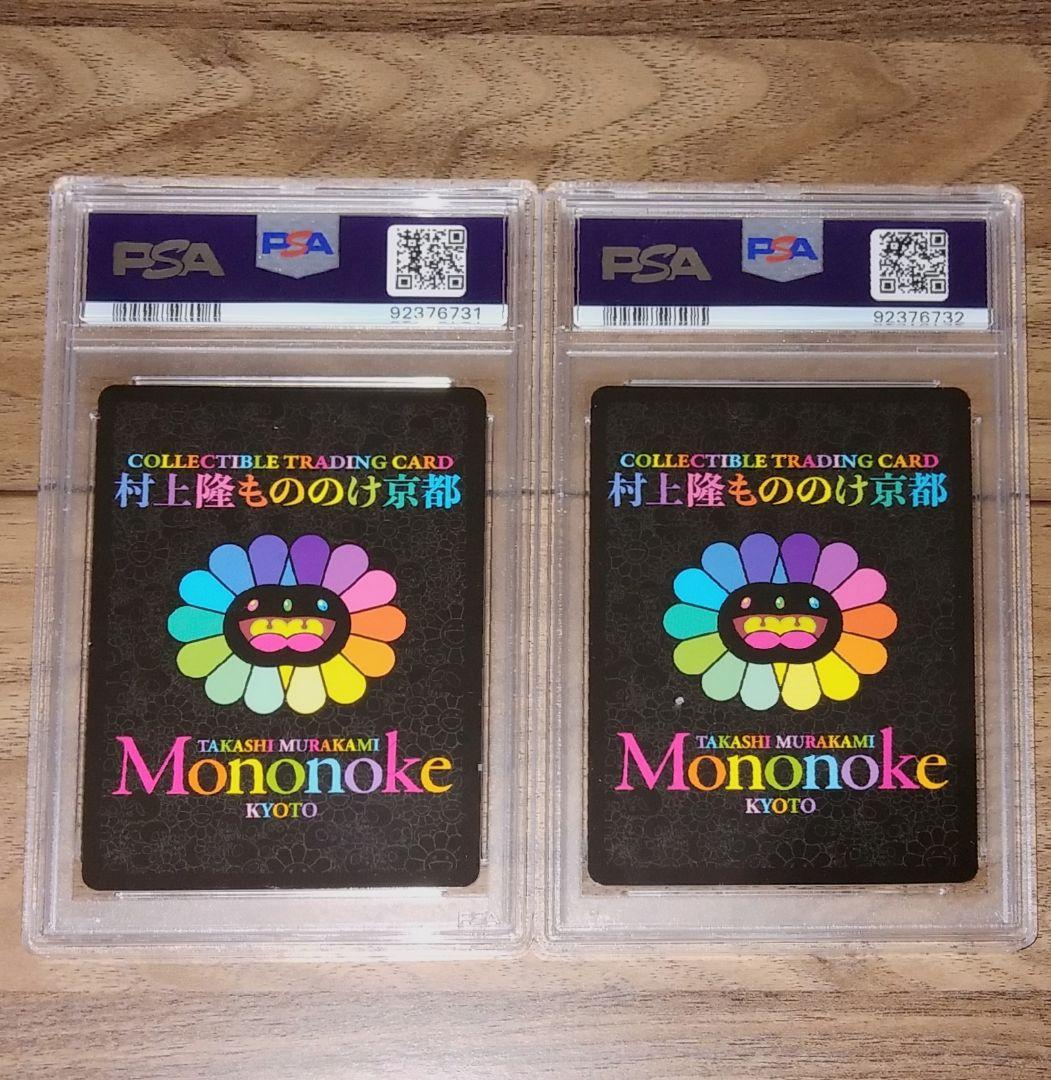 PSA PSA
92376731
COLLECTIBLE TRADING CARD
村上隆もののけ京都
TAKASHI MURAKAMI
Mononoke
KYOTO
PSA
PSA PSA
92376732
COLLECTIBLE TRADING CARD
村上隆もののけ京都
TAKASHI MURAKAMI
Mononoke
KYOTO